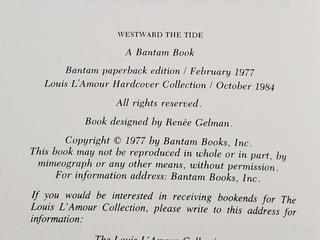 WESTWARD THE TIDE
A Bantam Book
Bantam paperback edition / February 1977
Louis L'Amour Hardcover Collection / October 1984
All rights reserved.
Book designed by Renée Gelman.
Copyright © 1977 by Bantam Books, Inc.
This book may not be reproduced in whole or in part, by
mimeograph or any other means, without permission.
For information address: Bantam Books, Inc.
If you would be interested in receiving bookends for The
Louis L'Amour Collection, please write to this address for
information:
The Louis L'Amour